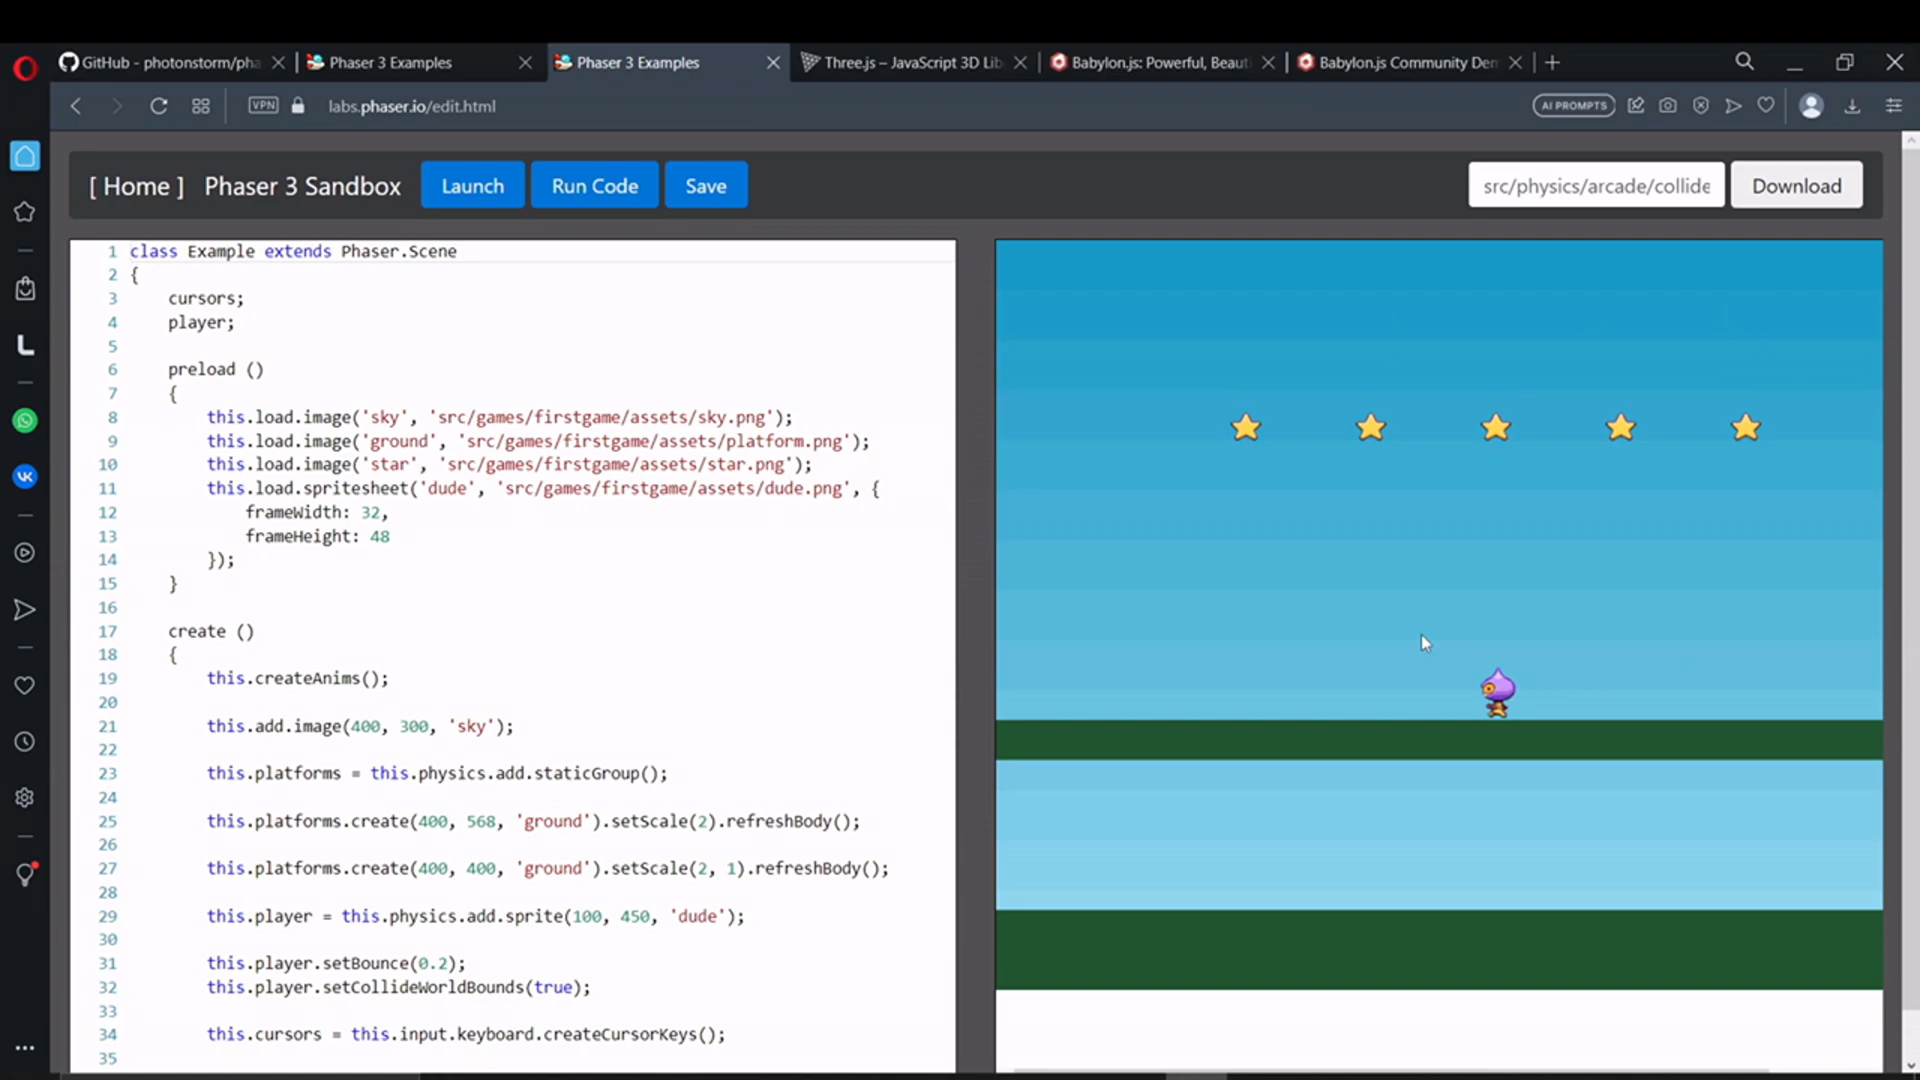 GitHub - photonstorm/pha
Phaser 3 Examples
Phaser 3 Examples
Three.js – JavaScript 3D Lib
Babylon.js: Powerful, Beauti
Babylon.js Community Dem
VPN
labs.phaser.io/edit.html
AI PROMPTS
[ Home ]
Phaser 3 Sandbox
Launch
Run Code
Save
src/physics/arcade/collide
Download
1 class Example extends Phaser.Scene
2 {
3 cursors;
4 player;
5
6 preload ()
7 {
8 this.load.image('sky', 'src/games/firstgame/assets/sky.png');
9 this.load.image('ground', 'src/games/firstgame/assets/platform.png');
10 this.load.image('star', 'src/games/firstgame/assets/star.png');
11 this.load.spritesheet('dude', 'src/games/firstgame/assets/dude.png', {
12 frameWidth: 32,
13 frameHeight: 48
14 });
15 }
16
17 create ()
18 {
19 this.createAnims();
20
21 this.add.image(400, 300, 'sky');
22
23 this.platforms = this.physics.add.staticGroup();
24
25 this.platforms.create(400, 568, 'ground').setScale(2).refreshBody();
26
27 this.platforms.create(400, 400, 'ground').setScale(2, 1).refreshBody();
28
29 this.player = this.physics.add.sprite(100, 450, 'dude');
30
31 this.player.setBounce(0.2);
32 this.player.setCollideWorldBounds(true);
33
34 this.cursors = this.input.keyboard.createCursorKeys();
35